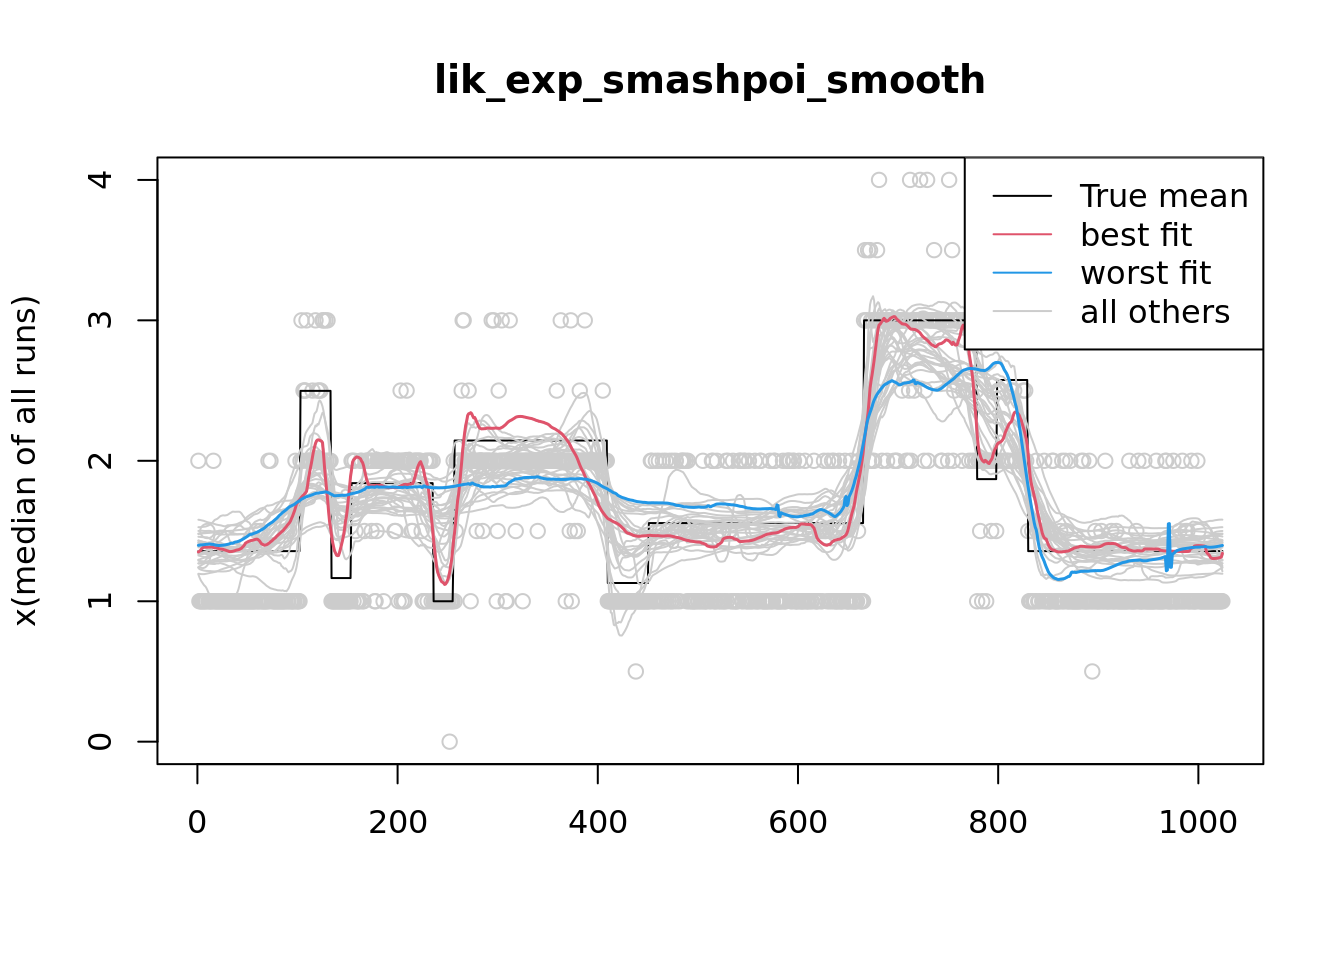 lik_exp_smashpoi_smooth
x(median of all runs)
4
3
2
1
0
True mean
best fit
worst fit
all others
0 200 400 600 800 1000